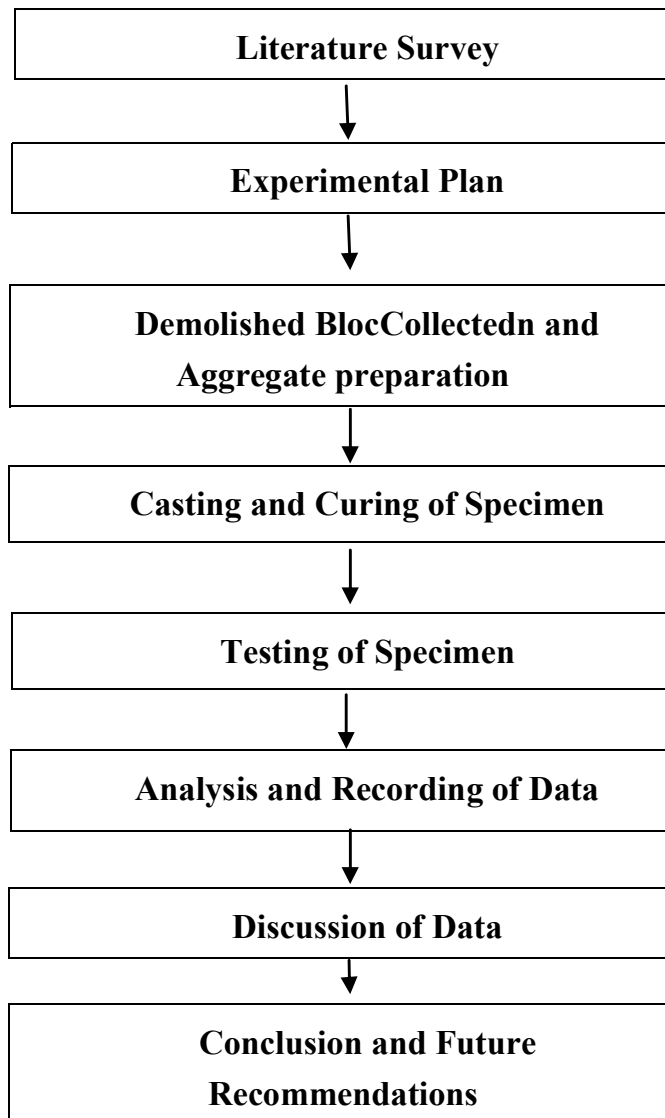 Literature Survey
Experimental Plan
Demolished BlocCollectedn and
Aggregate preparation
Casting and Curing of Specimen
Testing of Specimen
Analysis and Recording of Data
Discussion of Data
Conclusion and Future
Recommendations